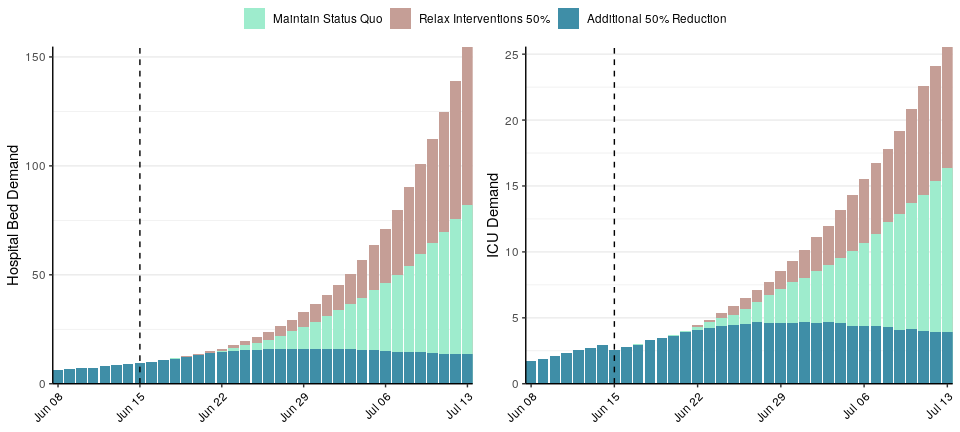 Maintain Status Quo Relax Interventions 50% Additional 50% Reduction
Hospital Bed Demand
150
100
50
0
Jun 08 Jun 15 Jun 22 Jun 29 Jul 06 Jul 13
ICU Demand
25
20
15
10
5
0
Jun 08 Jun 15 Jun 22 Jun 29 Jul 06 Jul 13